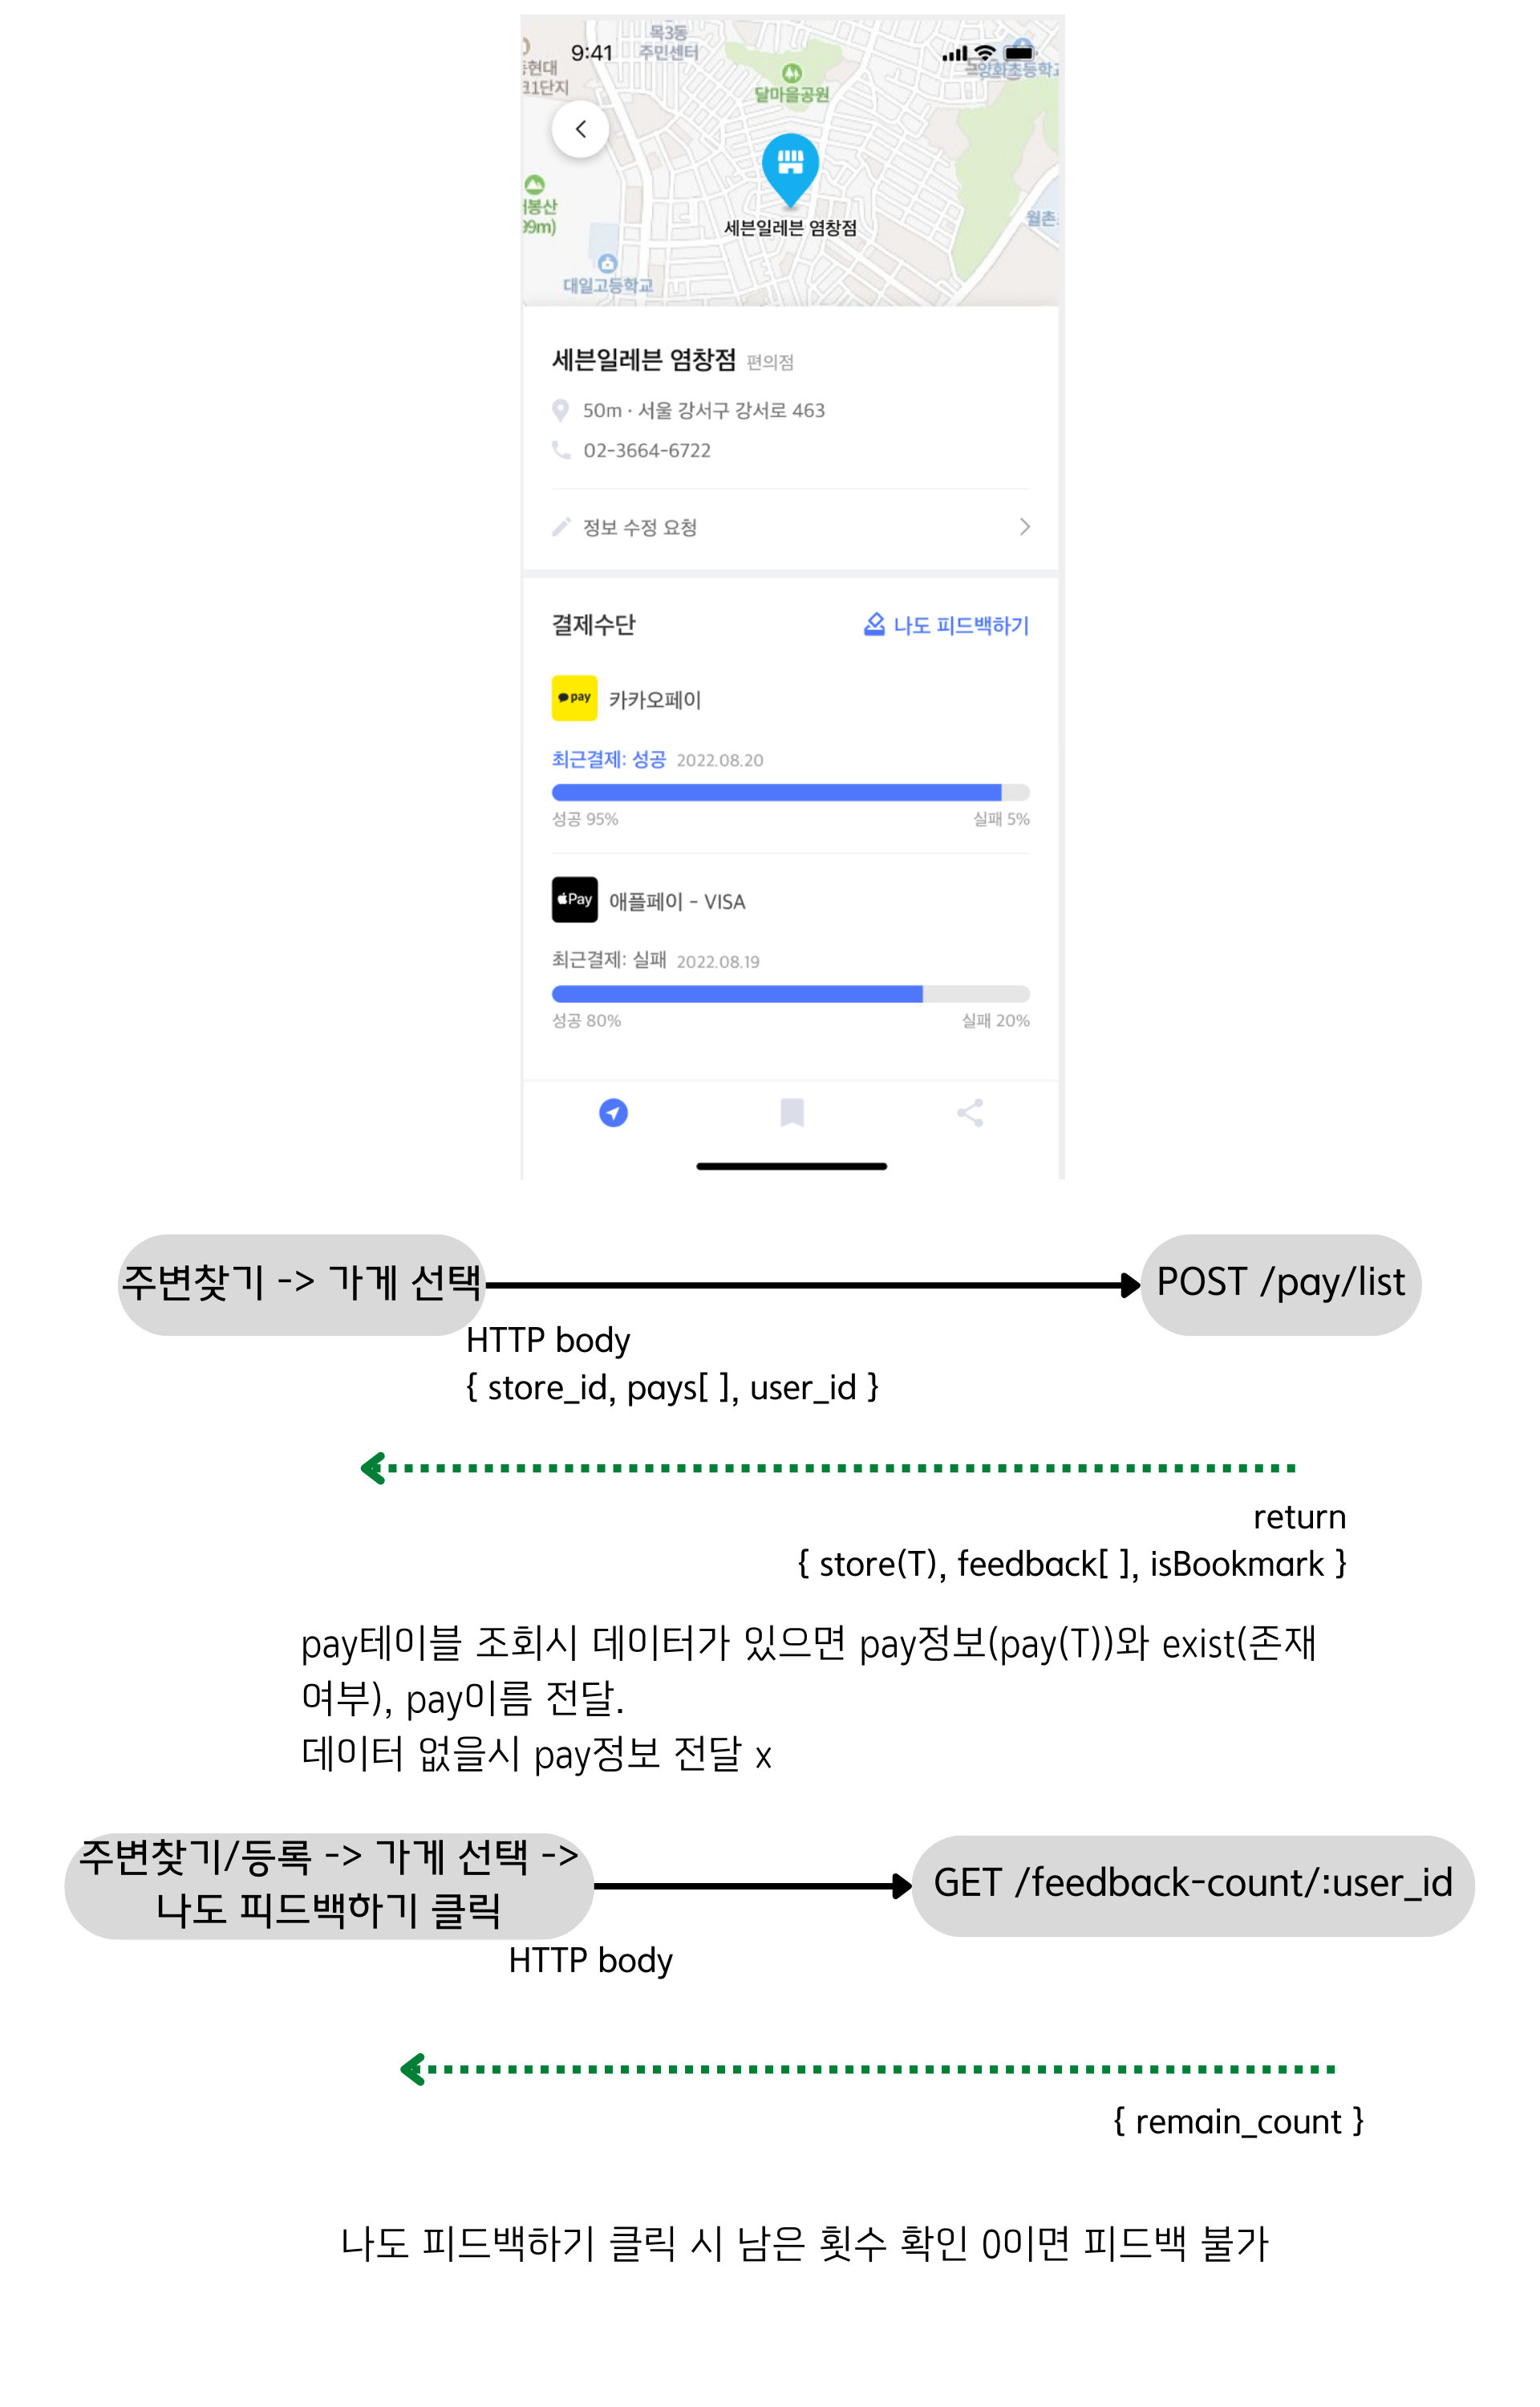 목3동
주민센터
9:41
양화초등학교
현대
1단지
달마을공원
봉산
9m)
세븐일레븐 염창점
월촌
대일고등학교
세븐일레븐 염창점 편의점
50m · 서울 강서구 강서로 463
02-3664-6722
정보 수정 요청
결제수단 나도 피드백하기
pay 카카오페이
최근결제: 성공 2022.08.20
성공 95% 실패 5%
Pay 애플페이 - VISA
최근결제: 실패 2022.08.19
성공 80% 실패 20%
주변찾기 -> 가게 선택 POST /pay/list
HTTP body
{ store_id, pays[ ], user_id }
return
{ store(T), feedback[ ], isBookmark }
pay테이블 조회시 데이터가 있으면 pay정보(pay(T))와 exist(존재
여부), pay이름 전달.
데이터 없을시 pay정보 전달 x
주변찾기/등록 -> 가게 선택 ->
나도 피드백하기 클릭
GET /feedback-count/:user_id
HTTP body
{ remain_count }
나도 피드백하기 클릭 시 남은 횟수 확인 0이면 피드백 불가